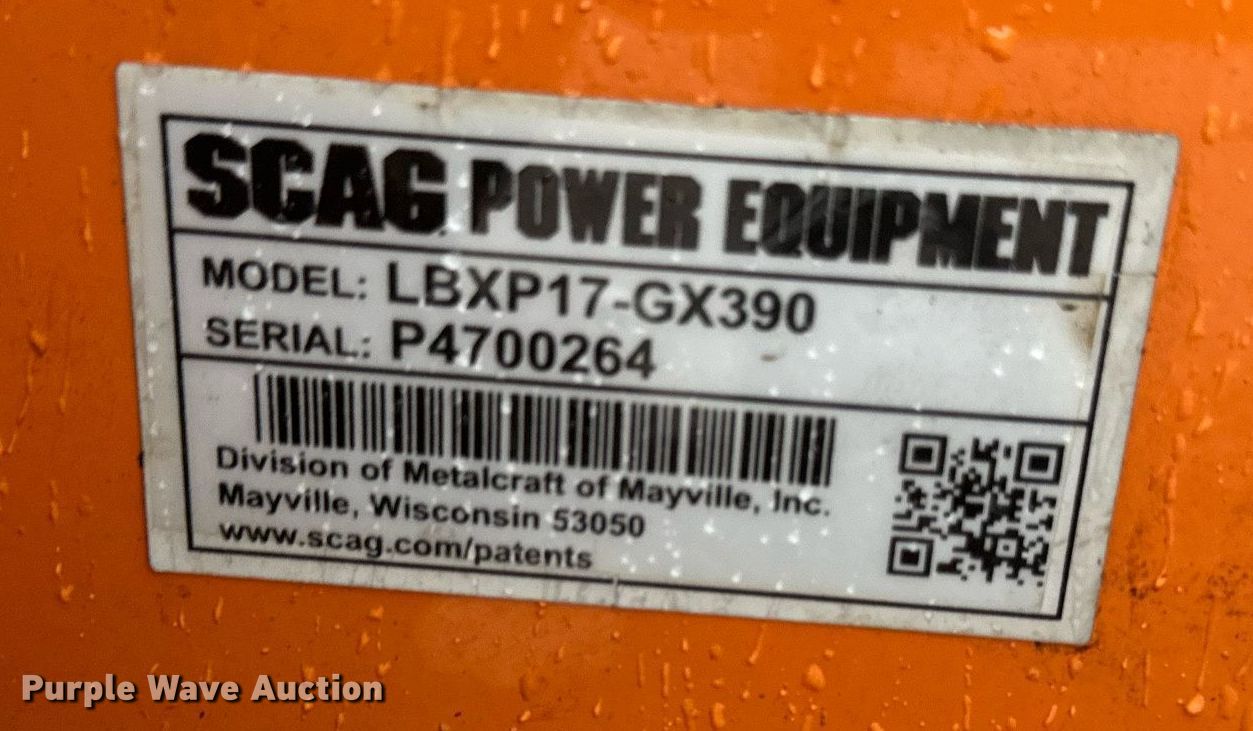 SCAG POWER EQUIPMENT
MODEL: LBXP17-GX390
SERIAL: P4700264
Division of Metalcraft of Mayville, Inc.
Mayville, Wisconsin 53050
www.scag.com/patents
Purple Wave Auction